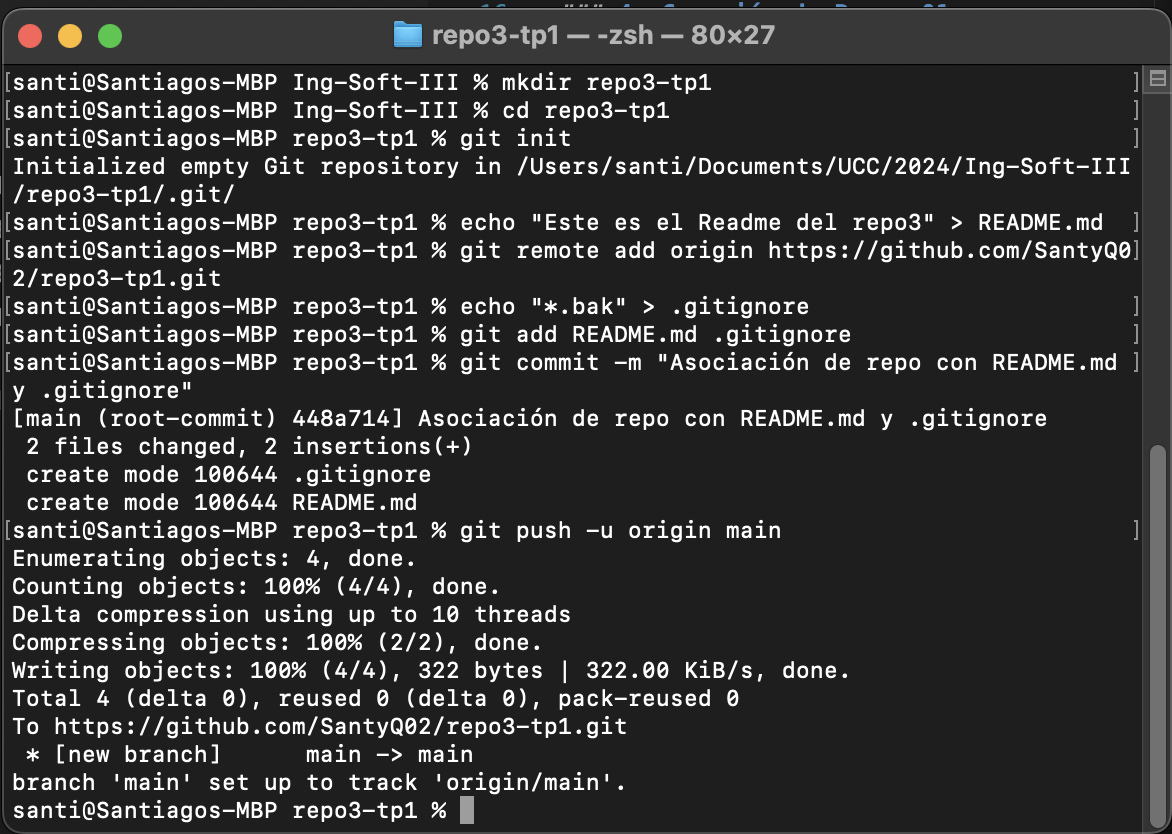 repo3-tp1 — -zsh — 80×27
[santi@Santiagos-MBP Ing-Soft-III % mkdir repo3-tp1 ]
[santi@Santiagos-MBP Ing-Soft-III % cd repo3-tp1 ]
[santi@Santiagos-MBP repo3-tp1 % git init ]
Initialized empty Git repository in /Users/santi/Documents/UCC/2024/Ing-Soft-III
/repo3-tp1/.git/
[santi@Santiagos-MBP repo3-tp1 % echo "Este es el Readme del repo3" > README.md ]
[santi@Santiagos-MBP repo3-tp1 % git remote add origin https://github.com/SantyQ0]
2/repo3-tp1.git
[santi@Santiagos-MBP repo3-tp1 % echo "*.bak" > .gitignore ]
[santi@Santiagos-MBP repo3-tp1 % git add README.md .gitignore ]
[santi@Santiagos-MBP repo3-tp1 % git commit -m "Asociación de repo con README.md ]
y .gitignore"
[main (root-commit) 448a714] Asociación de repo con README.md y .gitignore
 2 files changed, 2 insertions(+)
 create mode 100644 .gitignore
 create mode 100644 README.md
[santi@Santiagos-MBP repo3-tp1 % git push -u origin main ]
Enumerating objects: 4, done.
Counting objects: 100% (4/4), done.
Delta compression using up to 10 threads
Compressing objects: 100% (2/2), done.
Writing objects: 100% (4/4), 322 bytes | 322.00 KiB/s, done.
Total 4 (delta 0), reused 0 (delta 0), pack-reused 0
To https://github.com/SantyQ02/repo3-tp1.git
 * [new branch]      main -> main
branch 'main' set up to track 'origin/main'.
santi@Santiagos-MBP repo3-tp1 %